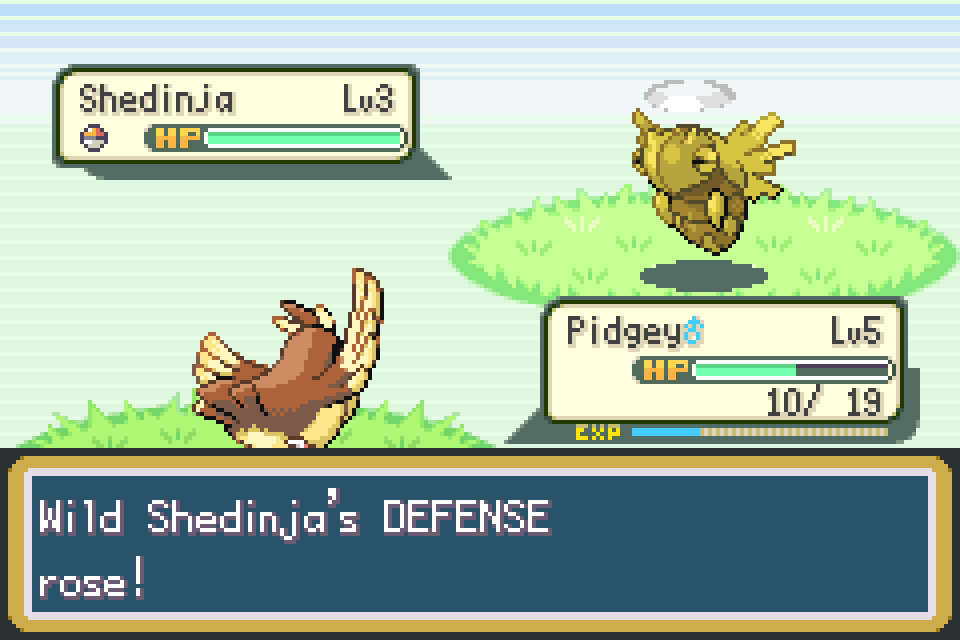 Shedinja Lv3
HP
Pidgey♂ Lv5
HP
10/ 19
EXP
Wild Shedinja's DEFENSE
rose!